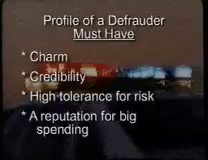 Profile of a Defrauder
Must Have
* Charm
* Credibility
* High tolerance for risk
* A reputation for big
spending